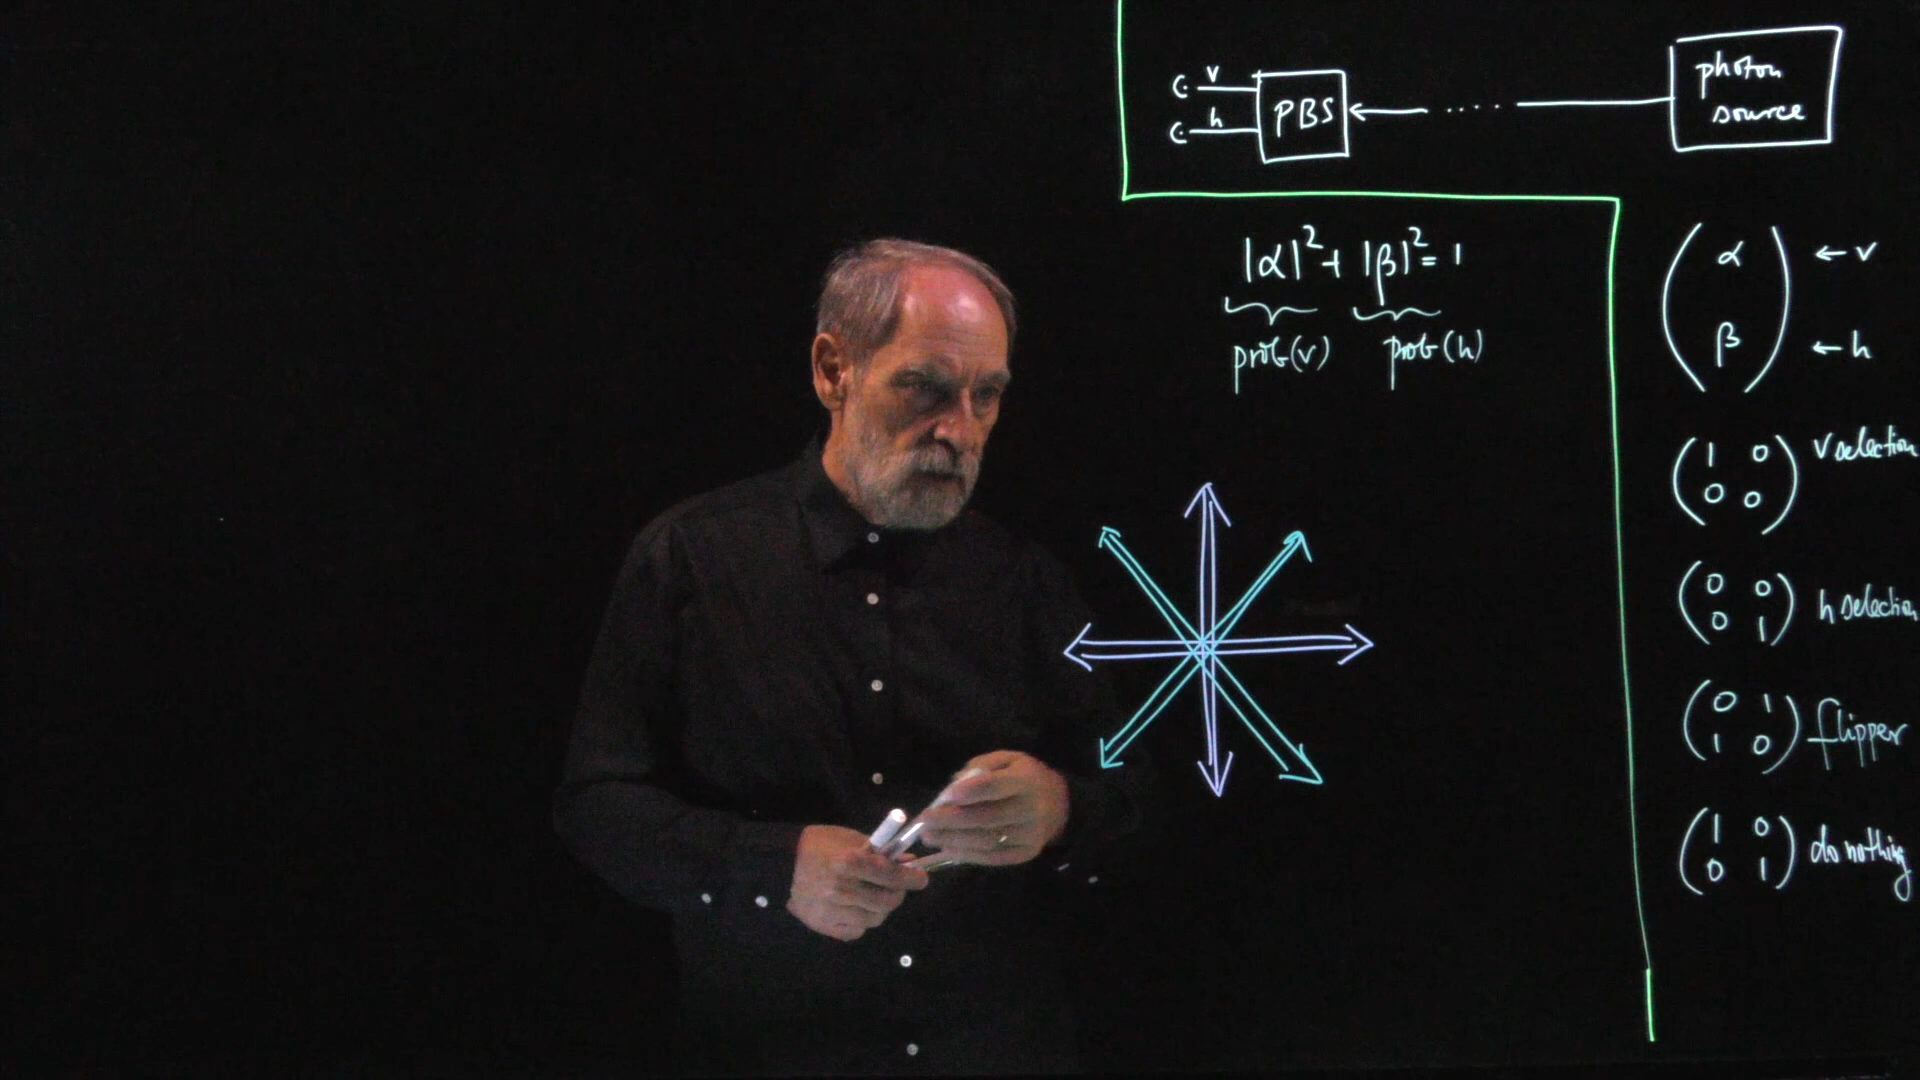 v
h
PBS
photon
source
|α|² + |β|² = 1
prob(v) prob(h)
α ← v
β ← h
1 0
0 0
v selection
0 0
0 1
h selection
0 1
1 0
flipper
1 0
0 1
do nothing